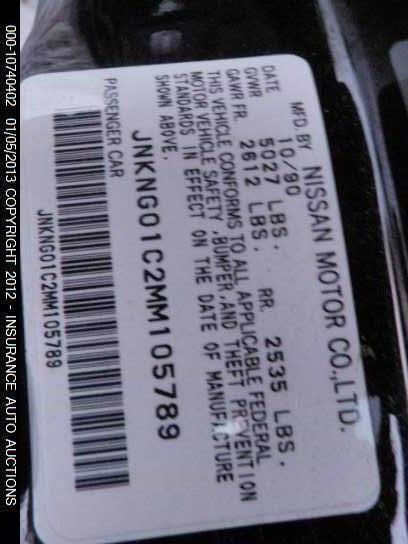 MFD.BY NISSAN MOTOR CO.,LTD.
DATE 10/90
GVWR 5027 LBS.
GAWR FR. 2612 LBS. RR. 2535 LBS.
THIS VEHICLE CONFORMS TO ALL APPLICABLE FEDERAL
MOTOR VEHICLE SAFETY ,BUMPER,AND THEFT PREVENTION
STANDARDS IN EFFECT ON THE DATE OF MANUFACTURE
SHOWN ABOVE.
JNKNG01C2MM105789
PASSENGER CAR
JNKNG01C2MM105789
000-10740402 01/05/2013 COPYRIGHT 2012 - INSURANCE AUTO AUCTIONS